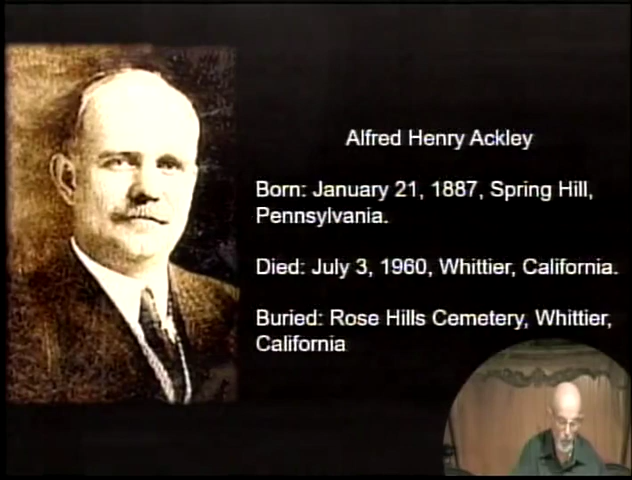 Alfred Henry Ackley
Born: January 21, 1887, Spring Hill,
Pennsylvania.
Died: July 3, 1960, Whittier, California.
Buried: Rose Hills Cemetery, Whittier,
California